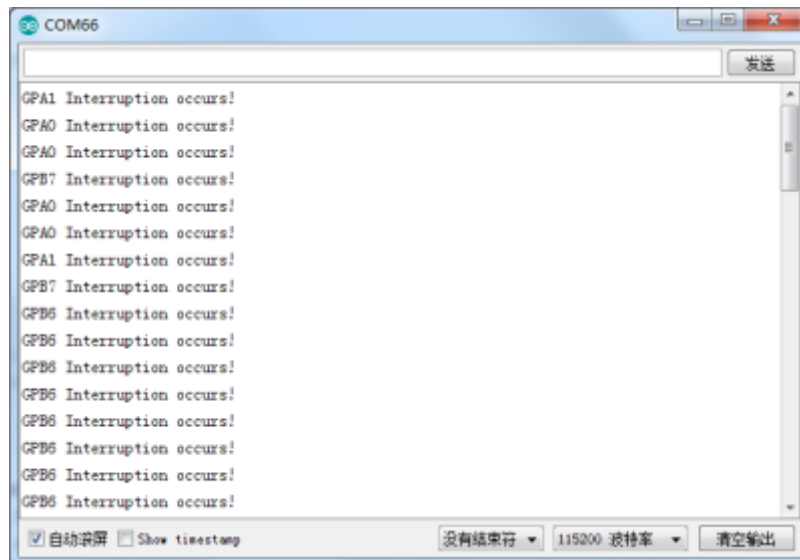 COM66
发送
GPA1 Interruption occurs!
GPA0 Interruption occurs!
GPA0 Interruption occurs!
GPB7 Interruption occurs!
GPA0 Interruption occurs!
GPA0 Interruption occurs!
GPA1 Interruption occurs!
GPB7 Interruption occurs!
GPB6 Interruption occurs!
GPB6 Interruption occurs!
GPB6 Interruption occurs!
GPB6 Interruption occurs!
GPB6 Interruption occurs!
GPB6 Interruption occurs!
GPB6 Interruption occurs!
GPB6 Interruption occurs!
自动滚屏 Show timestamp 没有结束符 115200 波特率 清空输出